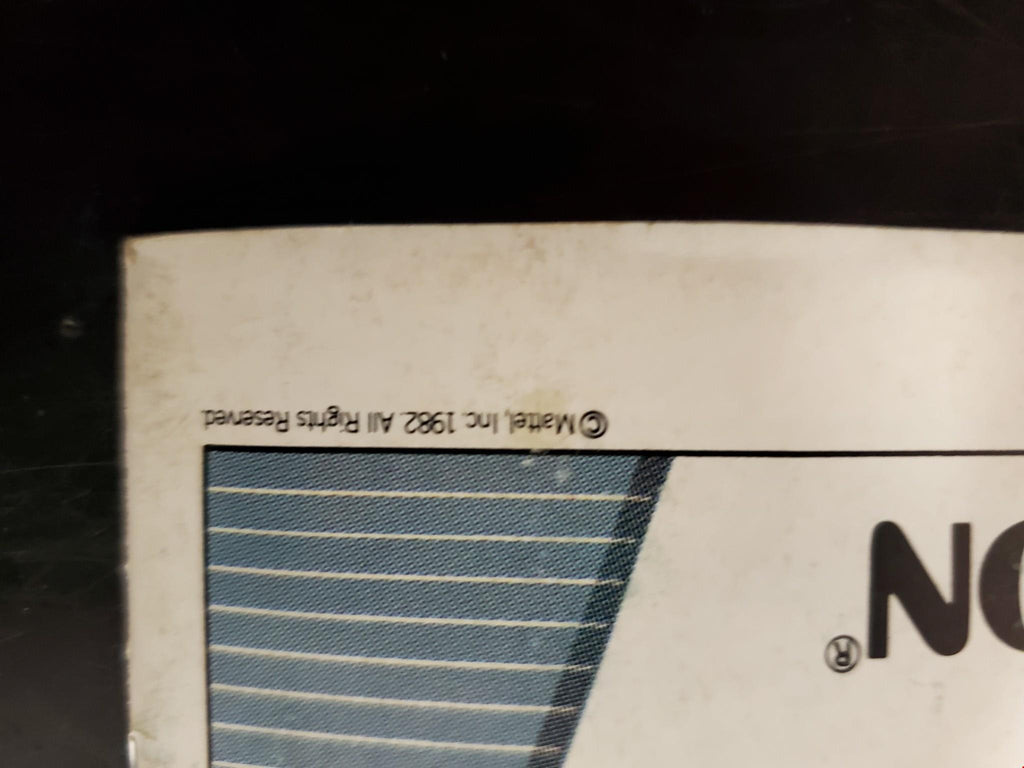 ON®
© Mattel, Inc. 1982. All Rights Reserved.